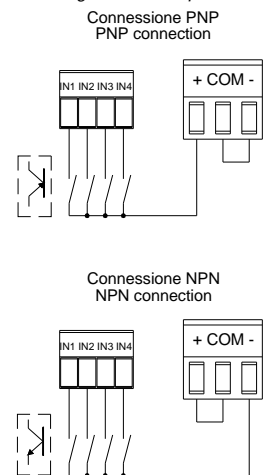 Connessione PNP
PNP connection
+ COM -
IN1 IN2 IN3 IN4
Connessione NPN
NPN connection
+ COM -
IN1 IN2 IN3 IN4